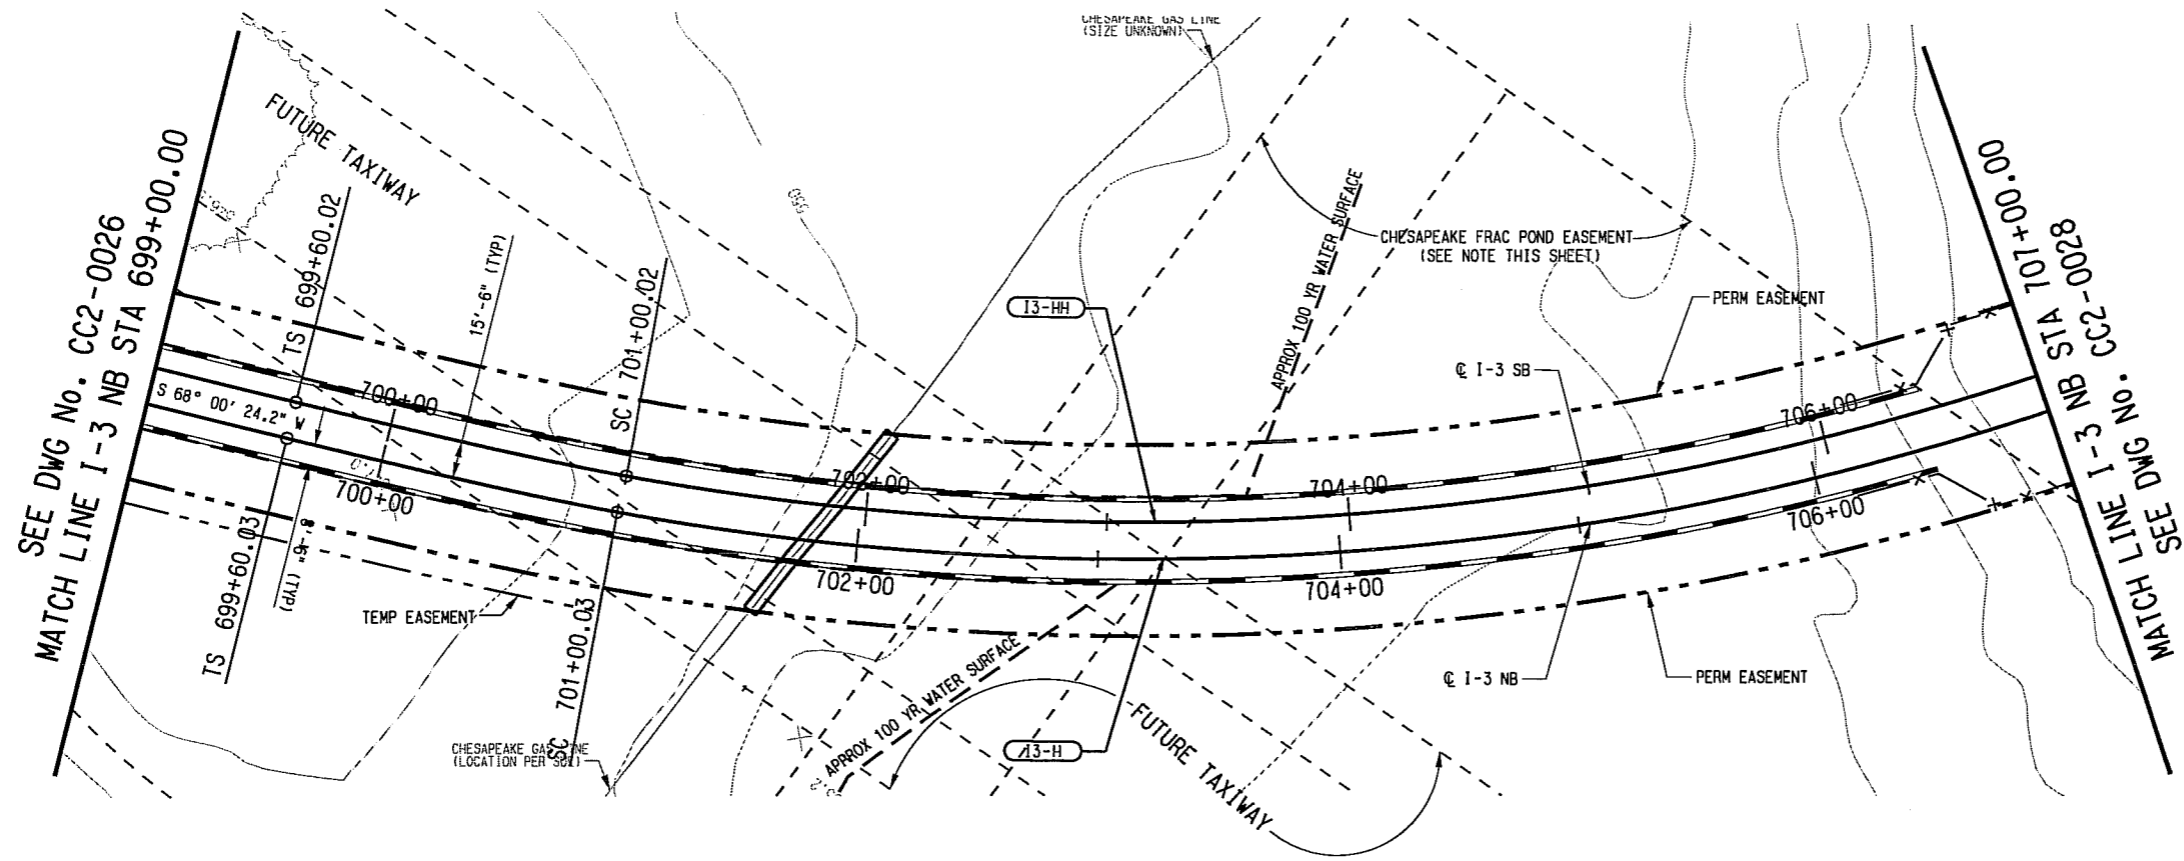 CHESAPEAKE GAS LINE
(SIZE UNKNOWN)
FUTURE TAXIWAY
SEE DWG No. CC2-0026
MATCH LINE I-3 NB STA 699+00.00
TS 699+60.02
15'-6" (TYP)
SC 701+00.02
550
I3-HH
APPROX 100 YR WATER SURFACE
CHESAPEAKE FRAC POND EASEMENT
(SEE NOTE THIS SHEET)
PERM EASEMENT
℄ I-3 SB
S 68° 00' 24.2" W
700+00
702+00
704+00
706+00
700+00
702+00
704+00
706+00
TS 699+60.03
(TYP)
TEMP EASEMENT
SC 701+00.03
CHESAPEAKE GAS LINE
(LOCATION PER SUE)
APPROX 100 YR WATER SURFACE
I3-H
FUTURE TAXIWAY
℄ I-3 NB
PERM EASEMENT
MATCH LINE I-3 NB STA 707+00.00
SEE DWG No. CC2-0028